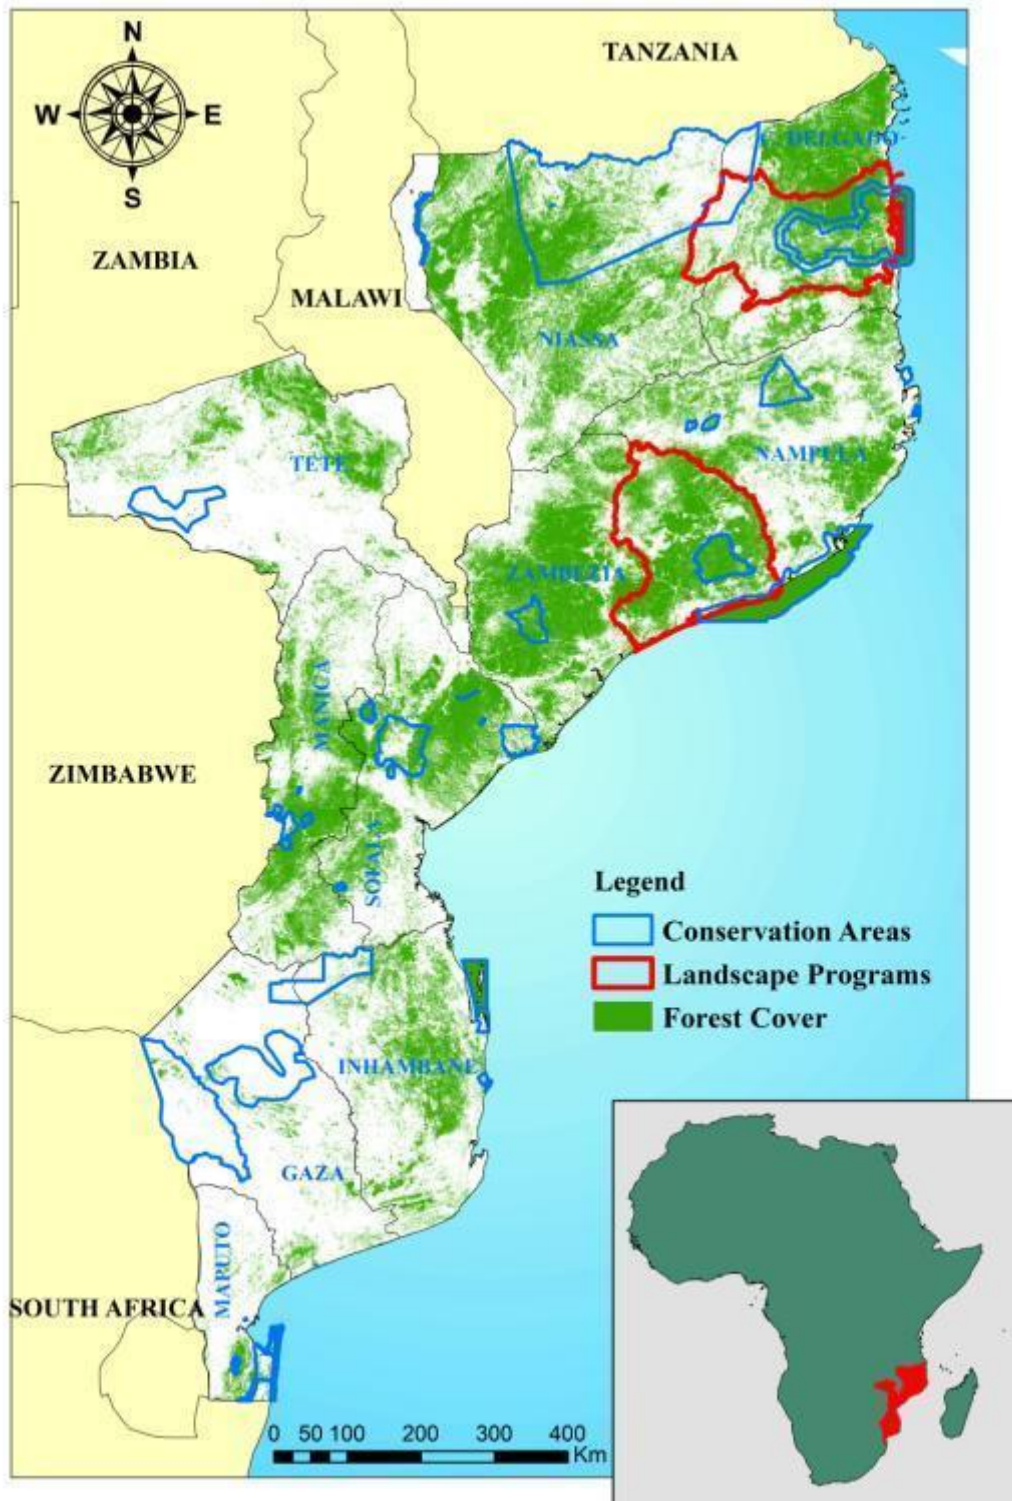 N
TANZANIA
W
E
C. DELGADO
S
ZAMBIA
MALAWI
NIASSA
TETE
NAMPULA
ZAMBEZIA
MANICA
ZIMBABWE
SOFALA
Legend
Conservation Areas
Landscape Programs
Forest Cover
INHAMBANE
GAZA
MAPUTO
SOUTH AFRICA
0 50 100 200 300 400
Km